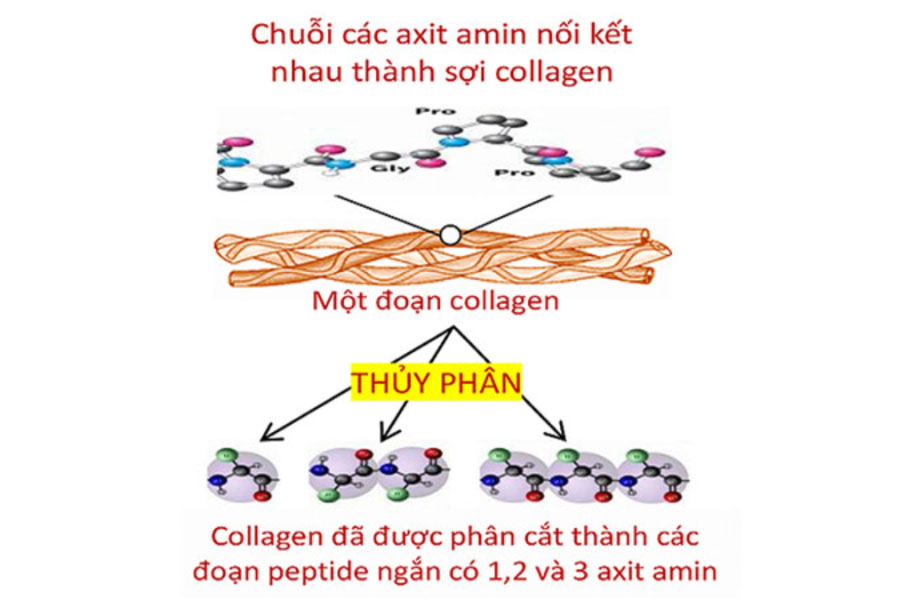 Chuỗi các axit amin nối kết
nhau thành sợi collagen
Pro
Gly
Pro
Một đoạn collagen
THỦY PHÂN
Collagen đã được phân cắt thành các
đoạn peptide ngắn có 1,2 và 3 axit amin